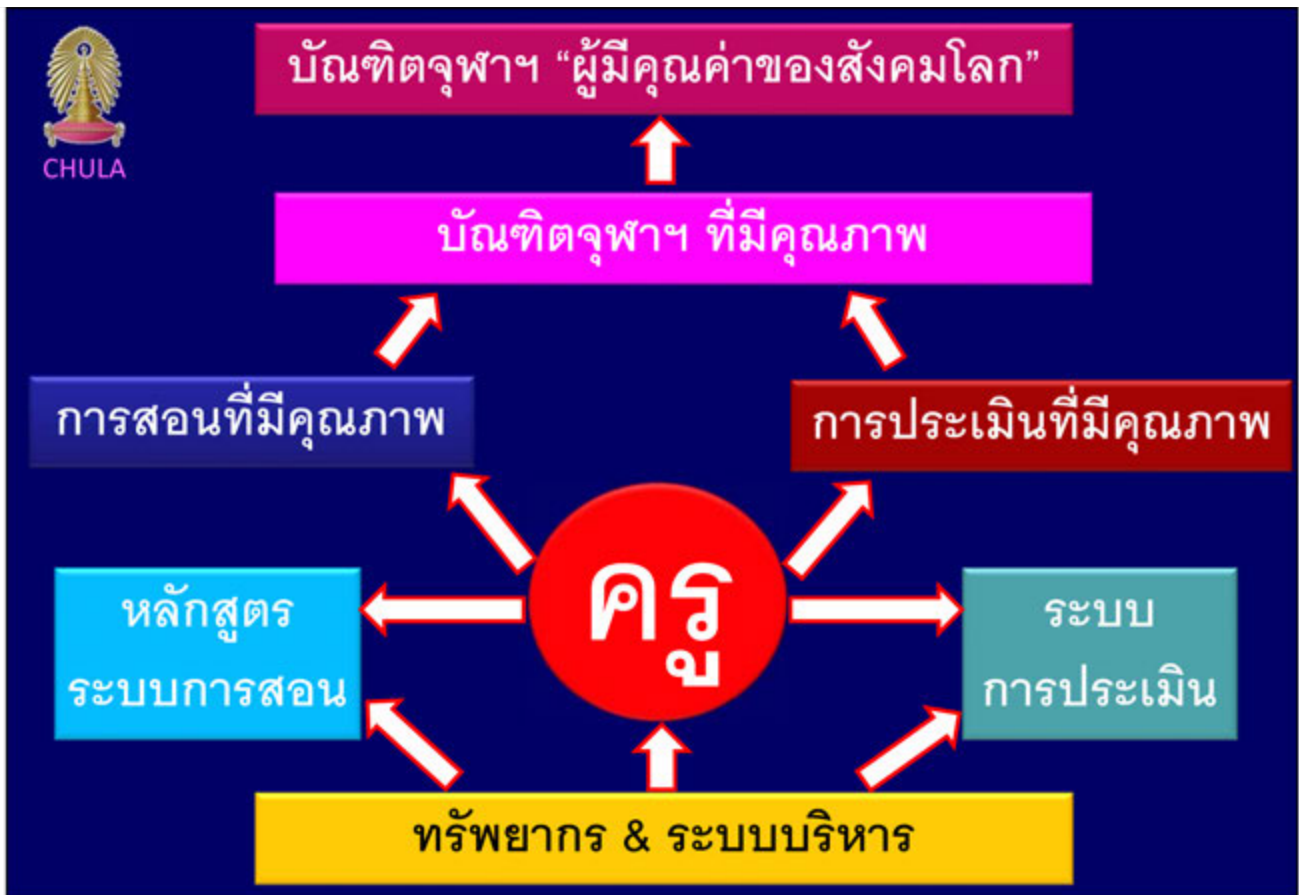 บัณฑิตจุฬาฯ “ผู้มีคุณค่าของสังคมโลก”
CHULA
บัณฑิตจุฬาฯ ที่มีคุณภาพ
การสอนที่มีคุณภาพ
การประเมินที่มีคุณภาพ
ครู
หลักสูตร
ระบบการสอน
ระบบ
การประเมิน
ทรัพยากร & ระบบบริหาร